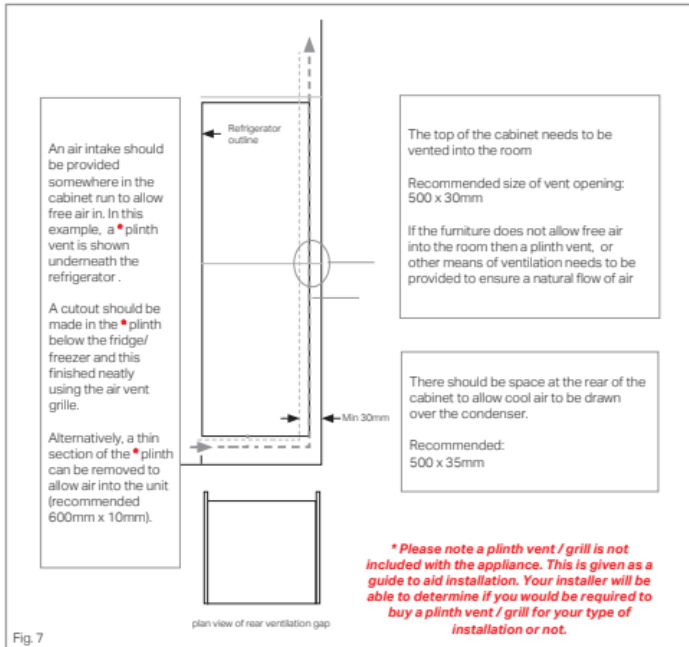 An air intake should
be provided
somewhere in the
cabinet run to allow
free air in. In this
example, a * plinth
vent is shown
underneath the
refrigerator .
A cutout should be
made in the * plinth
below the fridge/
freezer and this
finished neatly
using the air vent
grille.
Alternatively, a thin
section of the * plinth
can be removed to
allow air into the unit
(recommended
600mm x 10mm).
Refrigerator
outline
Min 30mm
plan view of rear ventilation gap
The top of the cabinet needs to be
vented into the room
Recommended size of vent opening:
500 x 30mm
If the furniture does not allow free air
into the room then a plinth vent, or
other means of ventilation needs to be
provided to ensure a natural flow of air
There should be space at the rear of the
cabinet to allow cool air to be drawn
over the condenser.
Recommended:
500 x 35mm
* Please note a plinth vent / grill is not
included with the appliance. This is given as a
guide to aid installation. Your installer will be
able to determine if you would be required to
buy a plinth vent / grill for your type of
installation or not.
Fig. 7